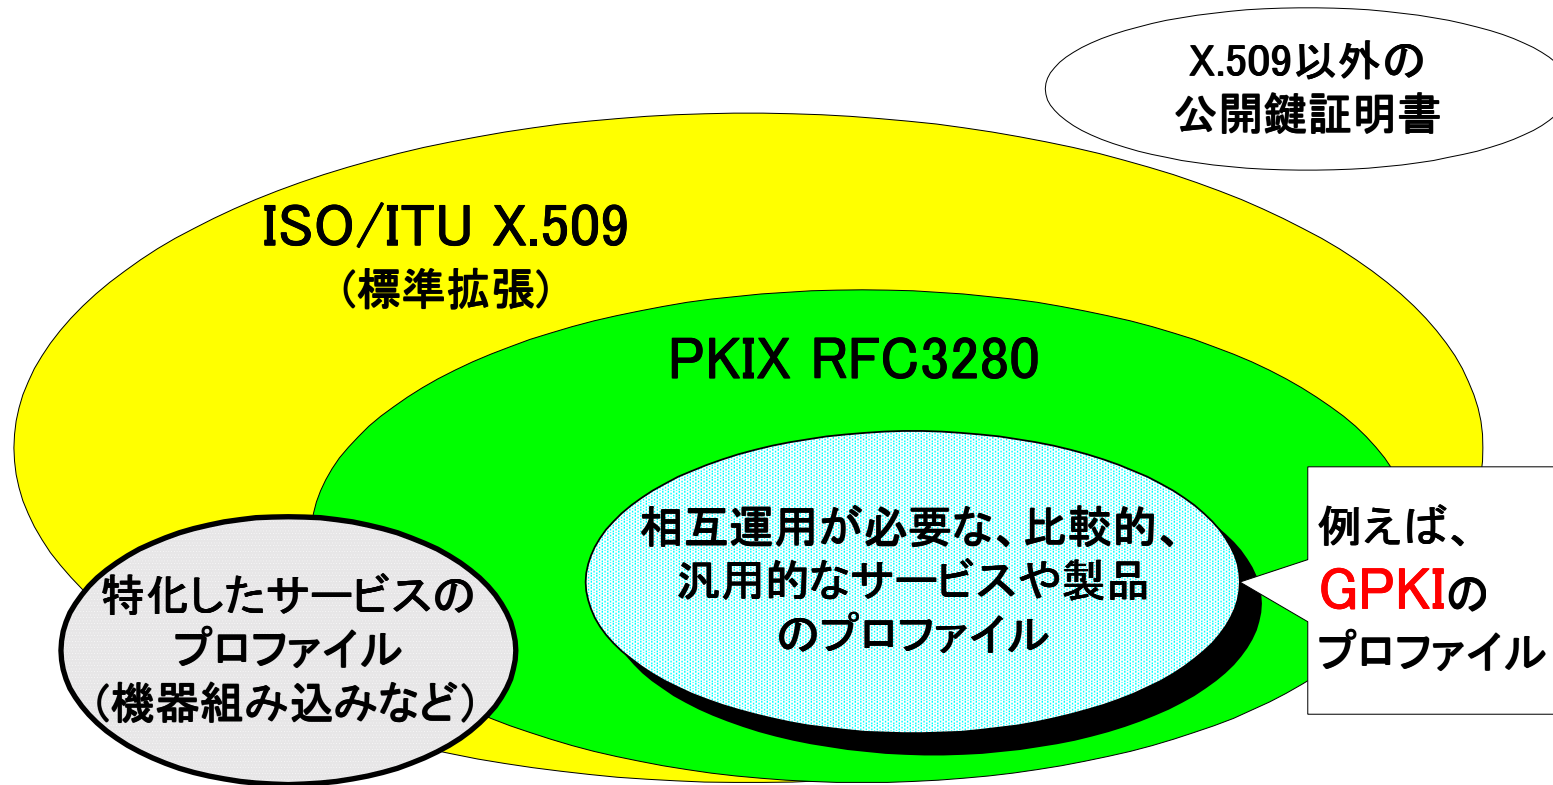 X.509以外の
公開鍵証明書
ISO/ITU X.509
(標準拡張)
PKIX RFC3280
相互運用が必要な、比較的、
汎用的なサービスや製品
のプロファイル
例えば、
GPKIの
プロファイル
特化したサービスの
プロファイル
(機器組み込みなど)